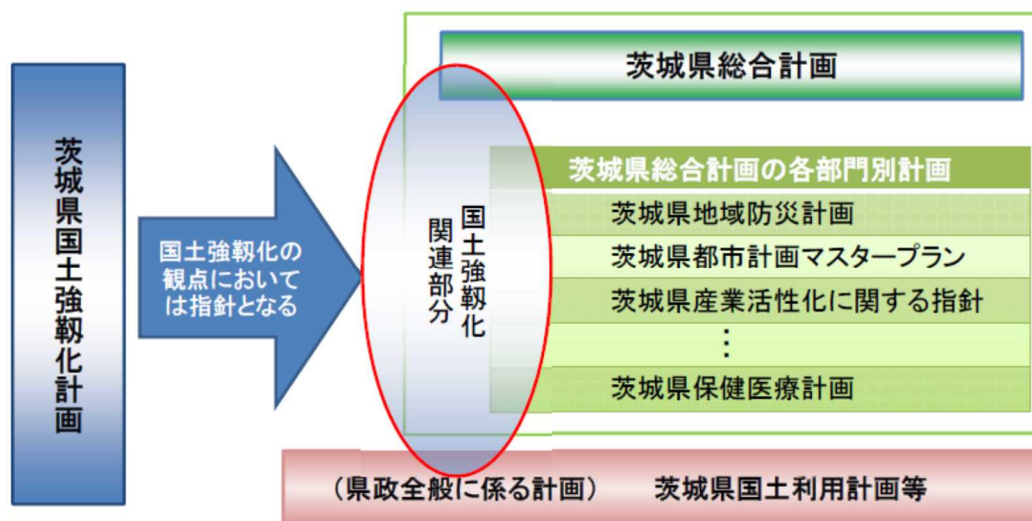 茨城県国土強靱化計画
国土強靱化の
観点において
は指針となる
国土強靱化
関連部分
茨城県総合計画
茨城県総合計画の各部門別計画
茨城県地域防災計画
茨城県都市計画マスタープラン
茨城県産業活性化に関する指針
⋮
茨城県保健医療計画
（県政全般に係る計画）　茨城県国土利用計画等